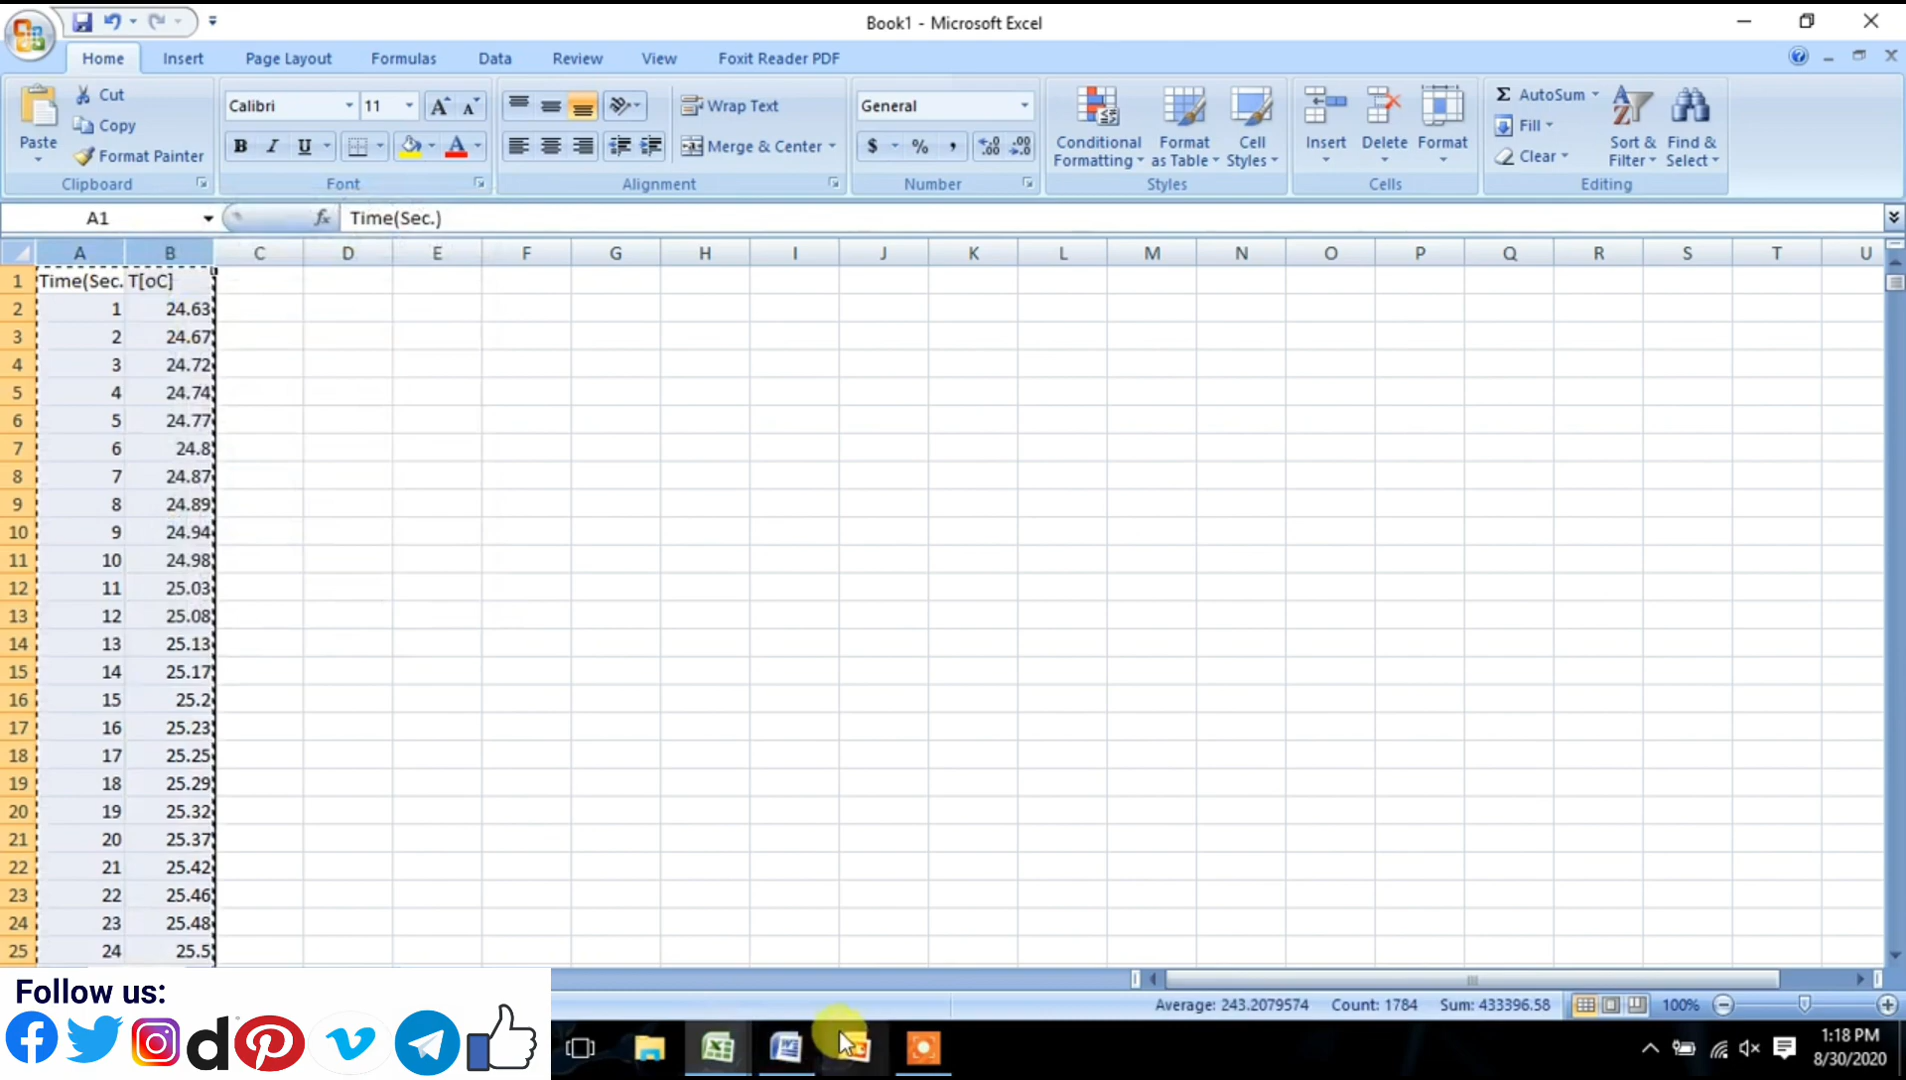 Book1 - Microsoft Excel
Home Insert Page Layout Formulas Data Review View Foxit Reader PDF
Paste
Cut
Copy
Format Painter
Clipboard
Calibri 11
B I U
Font
Wrap Text
Merge & Center
Alignment
General
$ % ,
Number
Conditional Formatting
Format as Table
Cell Styles
Styles
Insert Delete Format
Cells
Σ AutoSum
Fill
Clear
Sort & Filter
Find & Select
Editing
A1 fx Time(Sec.)
A B C D E F G H I J K L M N O P Q R S T U
1 Time(Sec. T[oC]
2 1 24.63
3 2 24.67
4 3 24.72
5 4 24.74
6 5 24.77
7 6 24.8
8 7 24.87
9 8 24.89
10 9 24.94
11 10 24.98
12 11 25.03
13 12 25.08
14 13 25.13
15 14 25.17
16 15 25.2
17 16 25.23
18 17 25.25
19 18 25.29
20 19 25.32
21 20 25.37
22 21 25.42
23 22 25.46
24 23 25.48
25 24 25.5
Follow us:
Average: 243.2079574 Count: 1784 Sum: 433396.58 100%
1:18 PM
8/30/2020